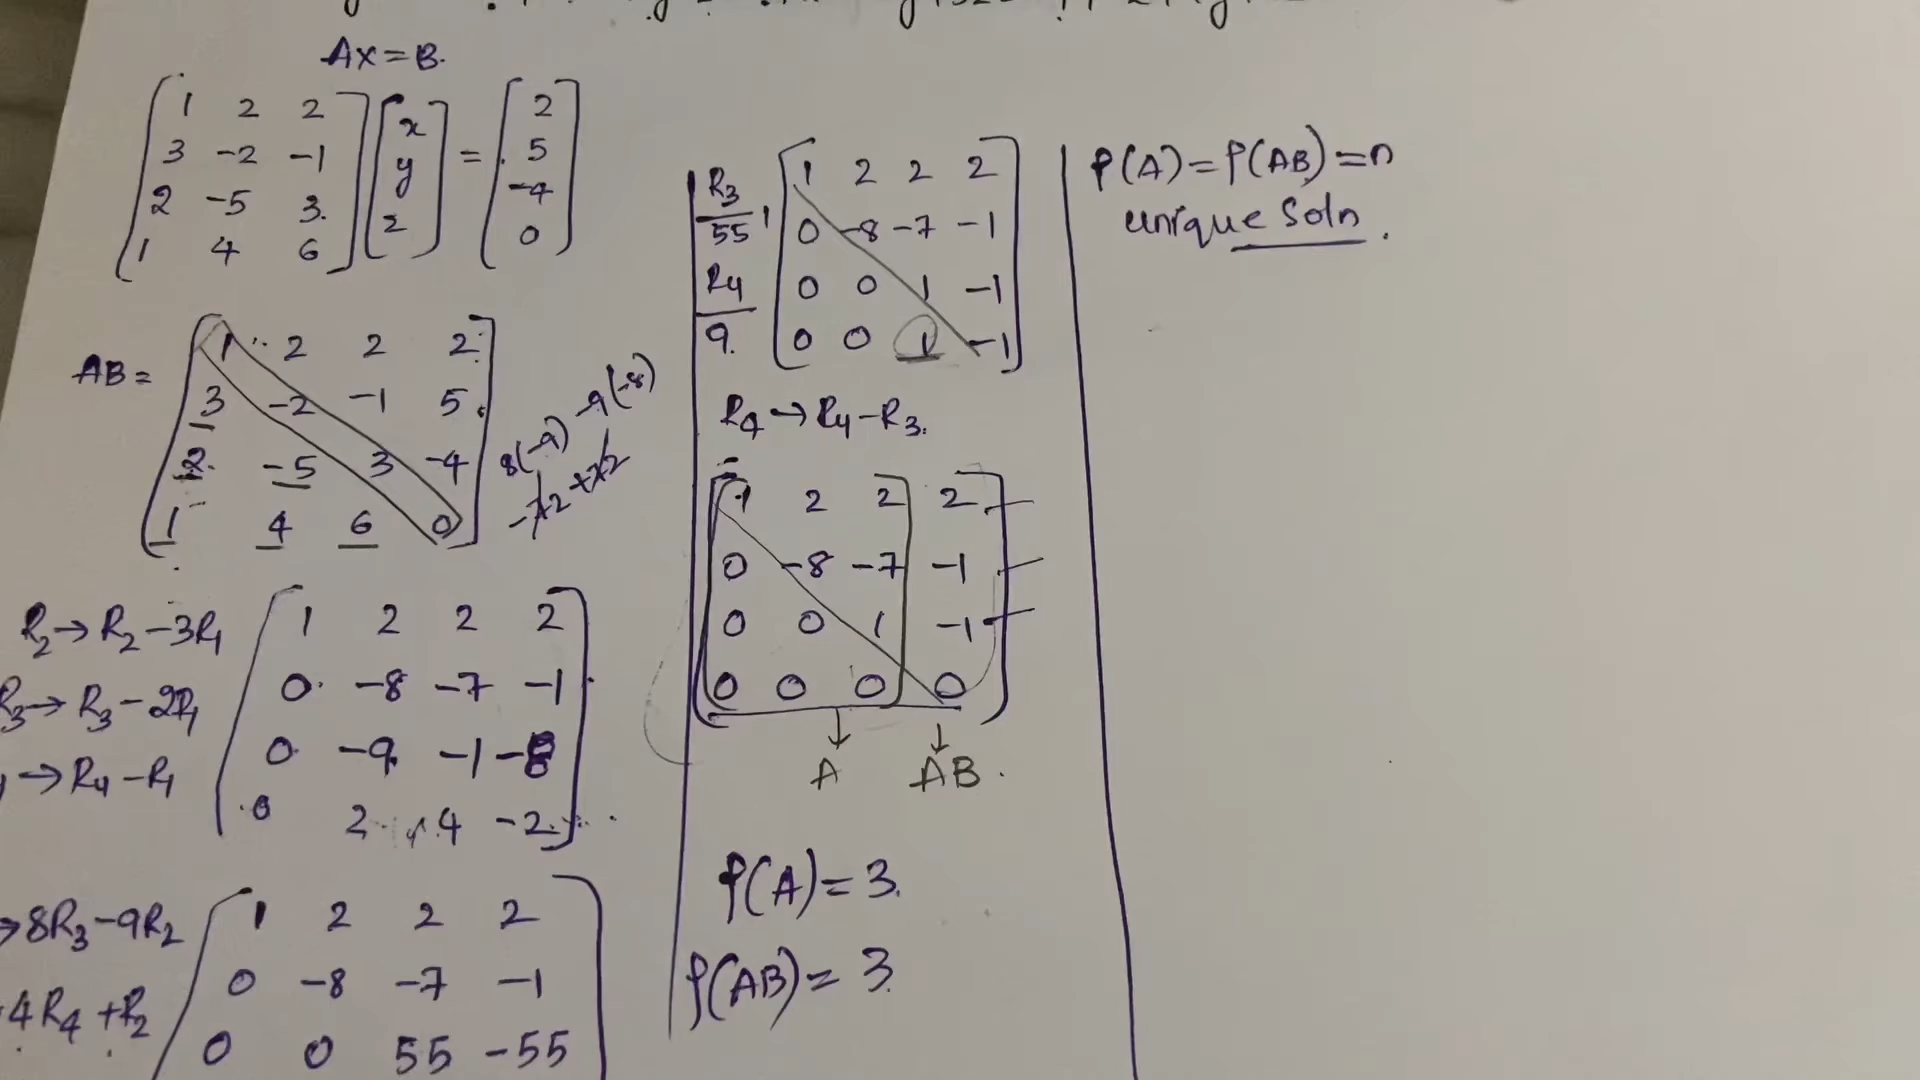 AX = B.
[1 2 2] [x] = [2]
[3 -2 -1] [y] [5]
[2 -5 3.] [z] [-4]
[1 4 6] [0]
AB = [1 2 2 2]
[3 -2 -1 5]
[2 -5 3 -4]
[1 4 6 0]
8(-9) -9(-8)
-72 +72
R2 → R2 -3R1 [1 2 2 2]
R3 → R3 -2R1 [0 -8 -7 -1]
→ R4 -R1 [0 -9 -1 -8]
[0 2 4 -2]
→ 8R3 -9R2 [1 2 2 2]
4R4 +R2 [0 -8 -7 -1]
[0 0 55 -55]
R3/55, [1 2 2 2]
[0 -8 -7 -1]
R4/9. [0 0 1 -1]
[0 0 1 -1]
R4 → R4 -R3.
[1 2 2 2]
[0 -8 -7 -1]
[0 0 1 -1]
[0 0 0 0]
↓ ↓
A AB.
ρ(A) = 3.
ρ(AB) = 3.
ρ(A) = ρ(AB) = n
unique Soln.